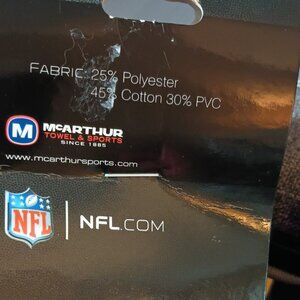 FABRIC: 25% Polyester
45% Cotton 30% PVC
M
McARTHUR
TOWEL & SPORTS
SINCE 1885
www.mcarthursports.com
NFL
NFL.COM